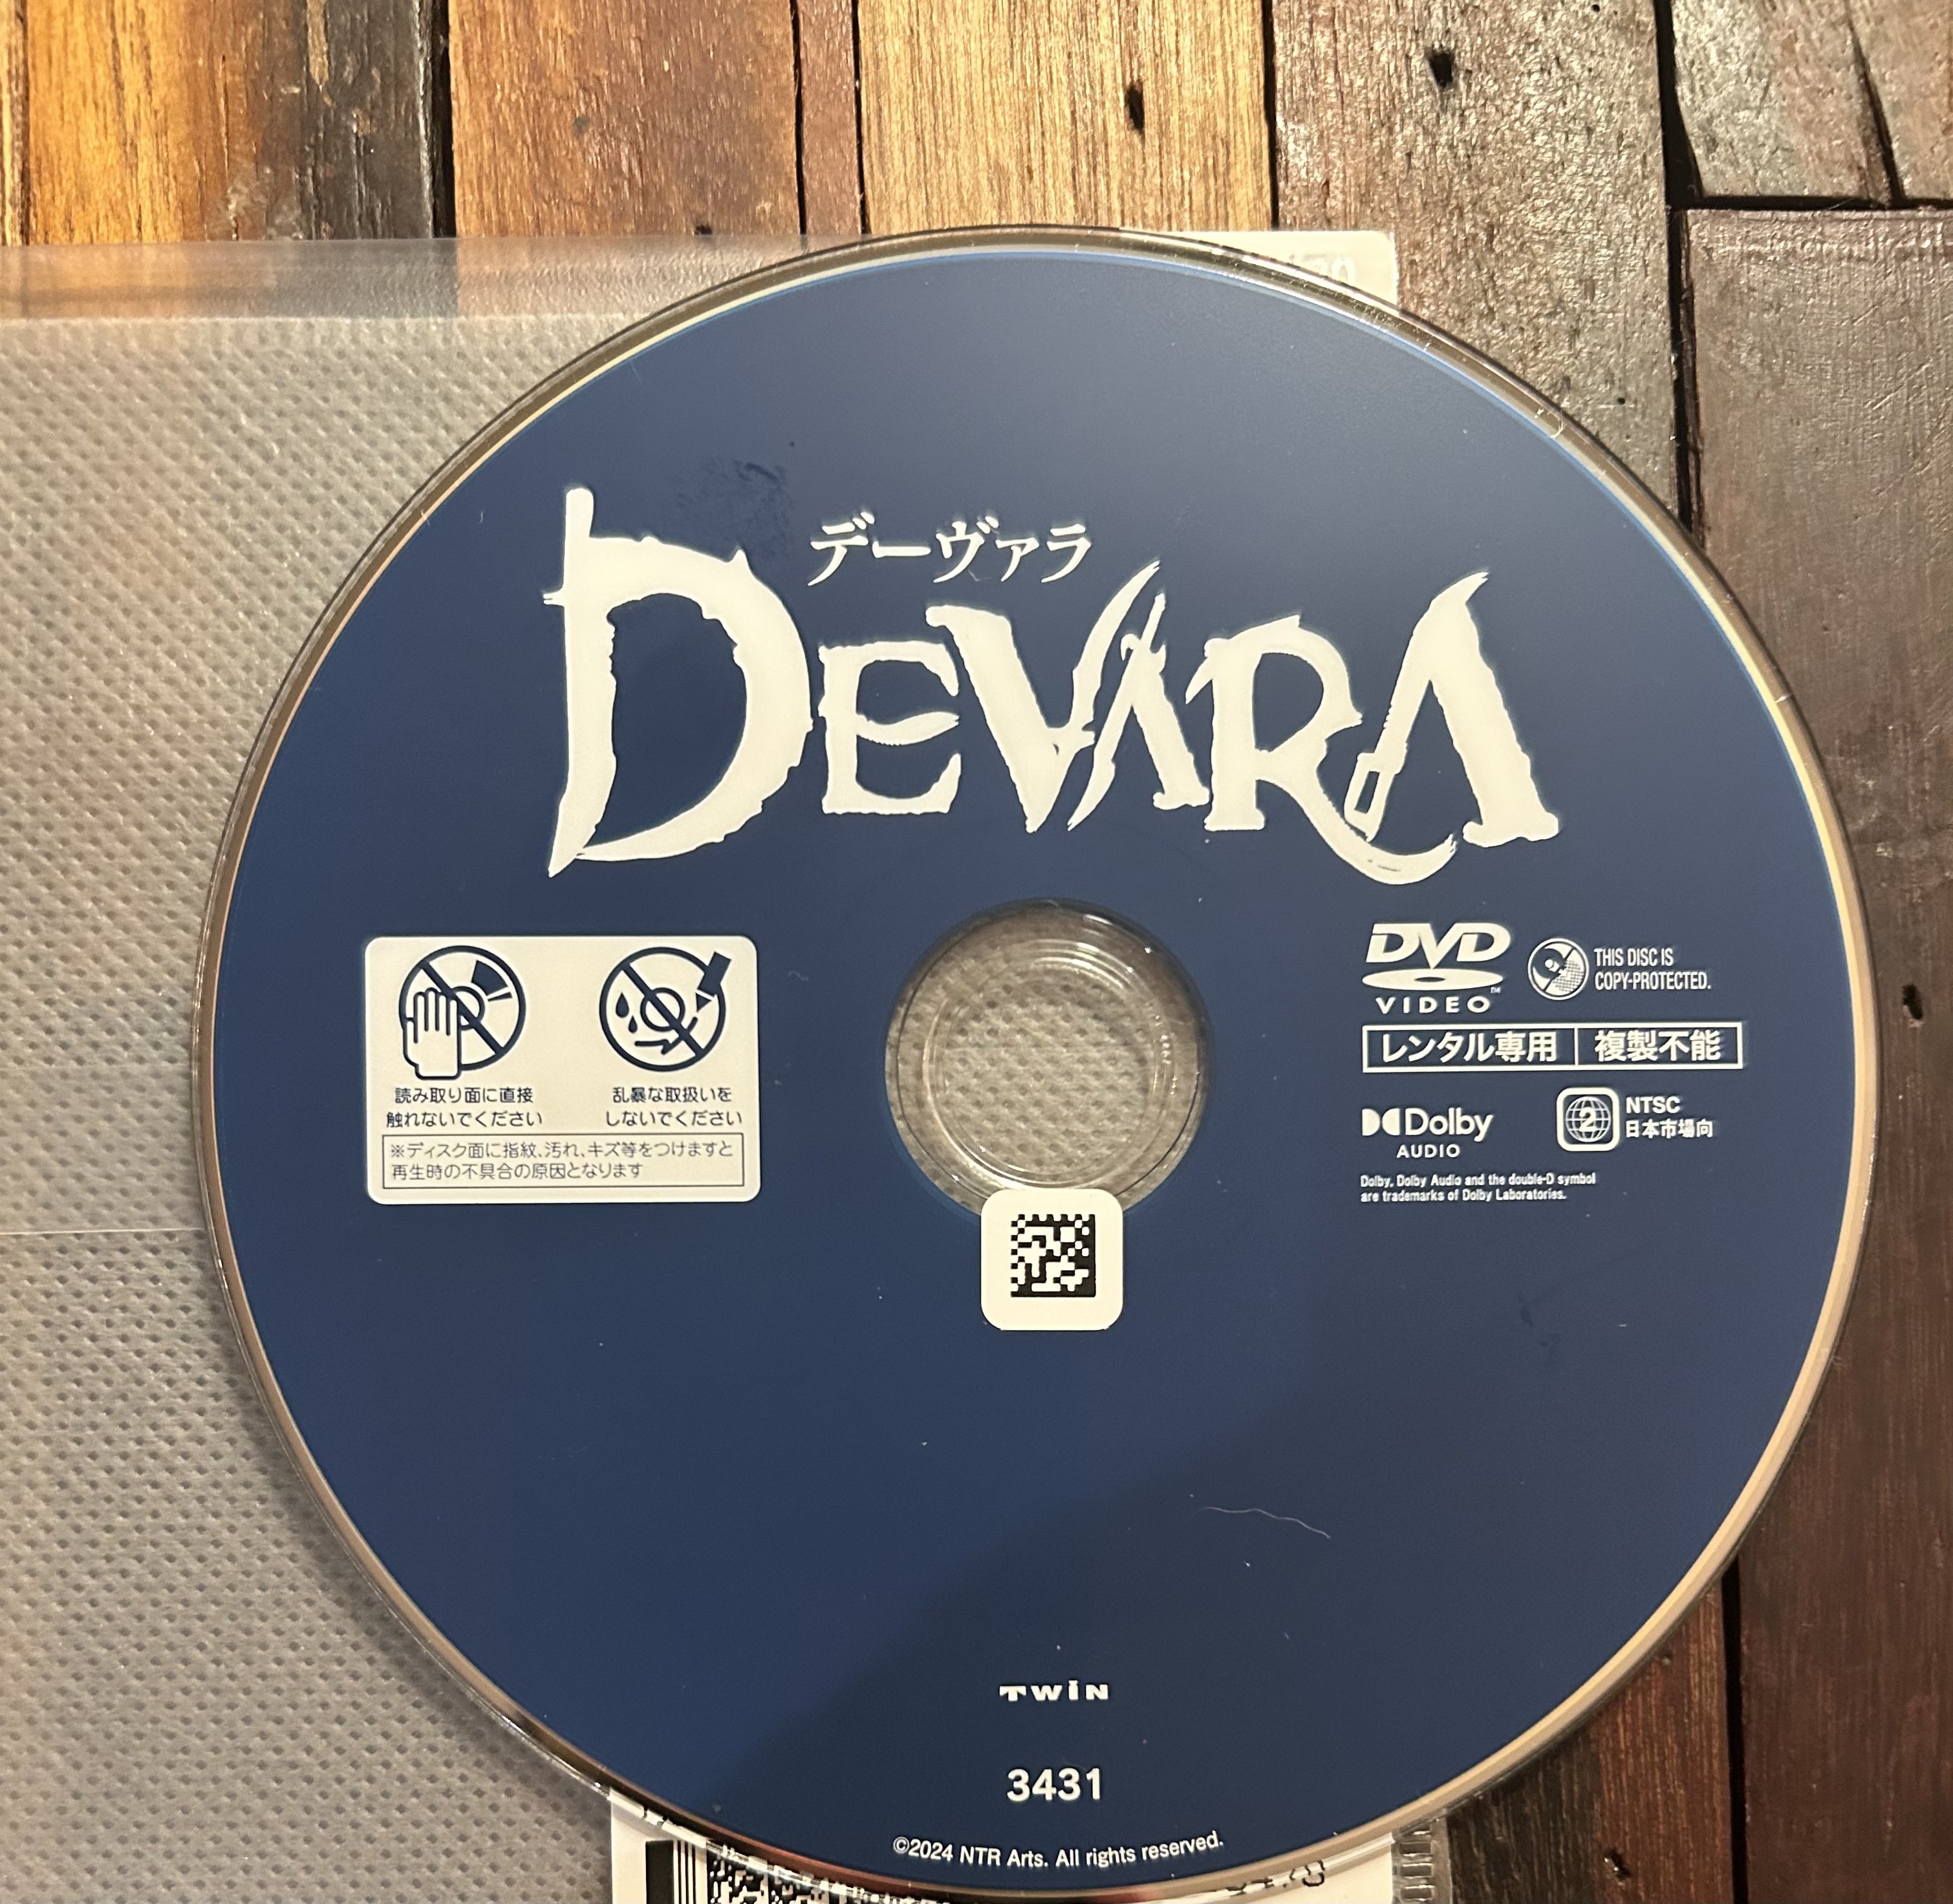 デーヴァラ
DEVARA
読み取り面に直接
触れないでください
乱暴な取扱いを
しないでください
※ディスク面に指紋、汚れ、キズ等をつけますと
再生時の不具合の原因となります
DVD
VIDEO™
THIS DISC IS
COPY-PROTECTED.
レンタル専用 複製不能
Dolby
AUDIO
2
NTSC
日本市場向
Dolby, Dolby Audio and the double-D symbol
are trademarks of Dolby Laboratories.
TWIN
3431
©2024 NTR Arts. All rights reserved.